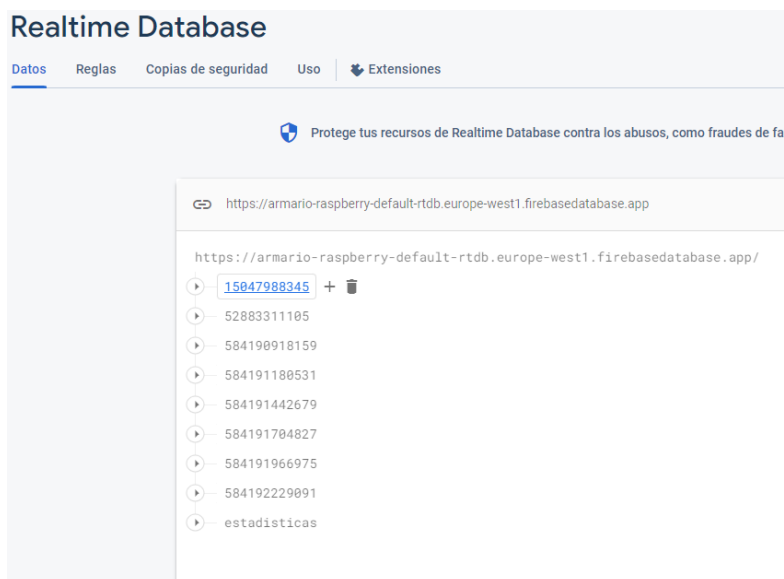 Realtime Database
Datos Reglas Copias de seguridad Uso Extensiones
Protege tus recursos de Realtime Database contra los abusos, como fraudes de fa
https://armario-raspberry-default-rtdb.europe-west1.firebasedatabase.app
https://armario-raspberry-default-rtdb.europe-west1.firebasedatabase.app/
15047988345
52883311105
584190918159
584191180531
584191442679
584191704827
584191966975
584192229091
estadisticas